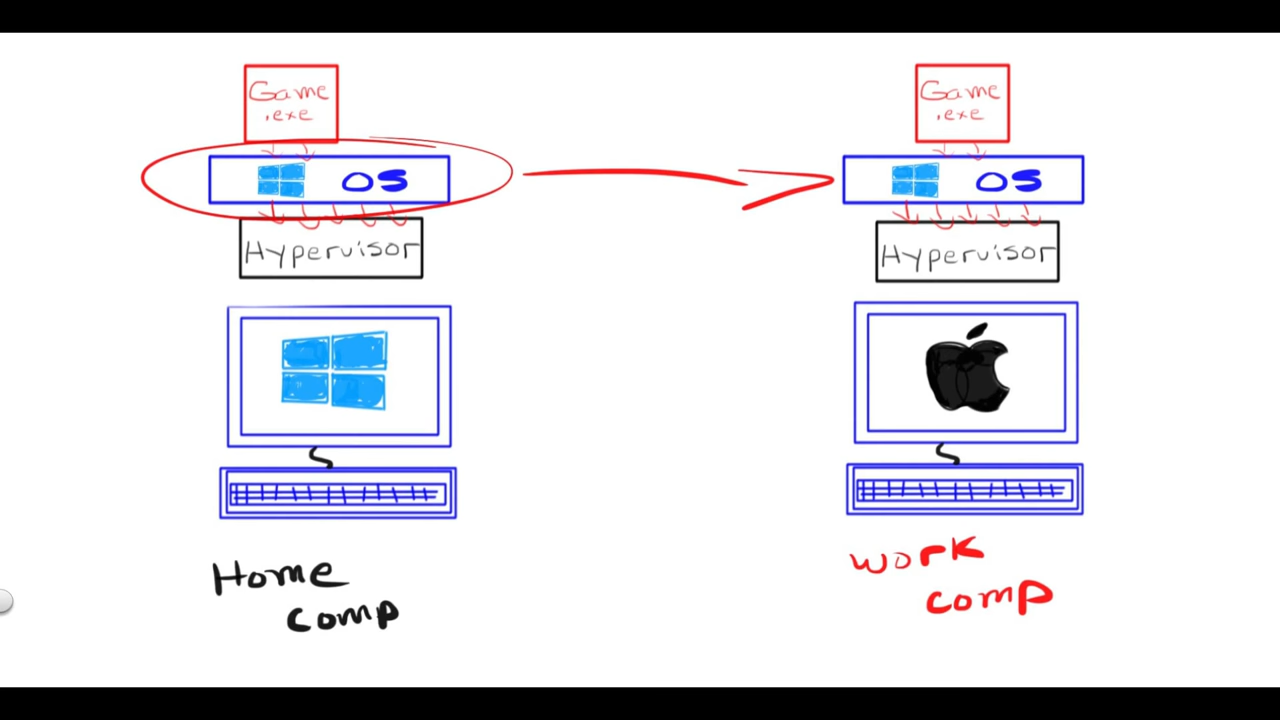 Game
.exe
OS
Hypervisor
Home
comp
Game
.exe
OS
Hypervisor
work
comp